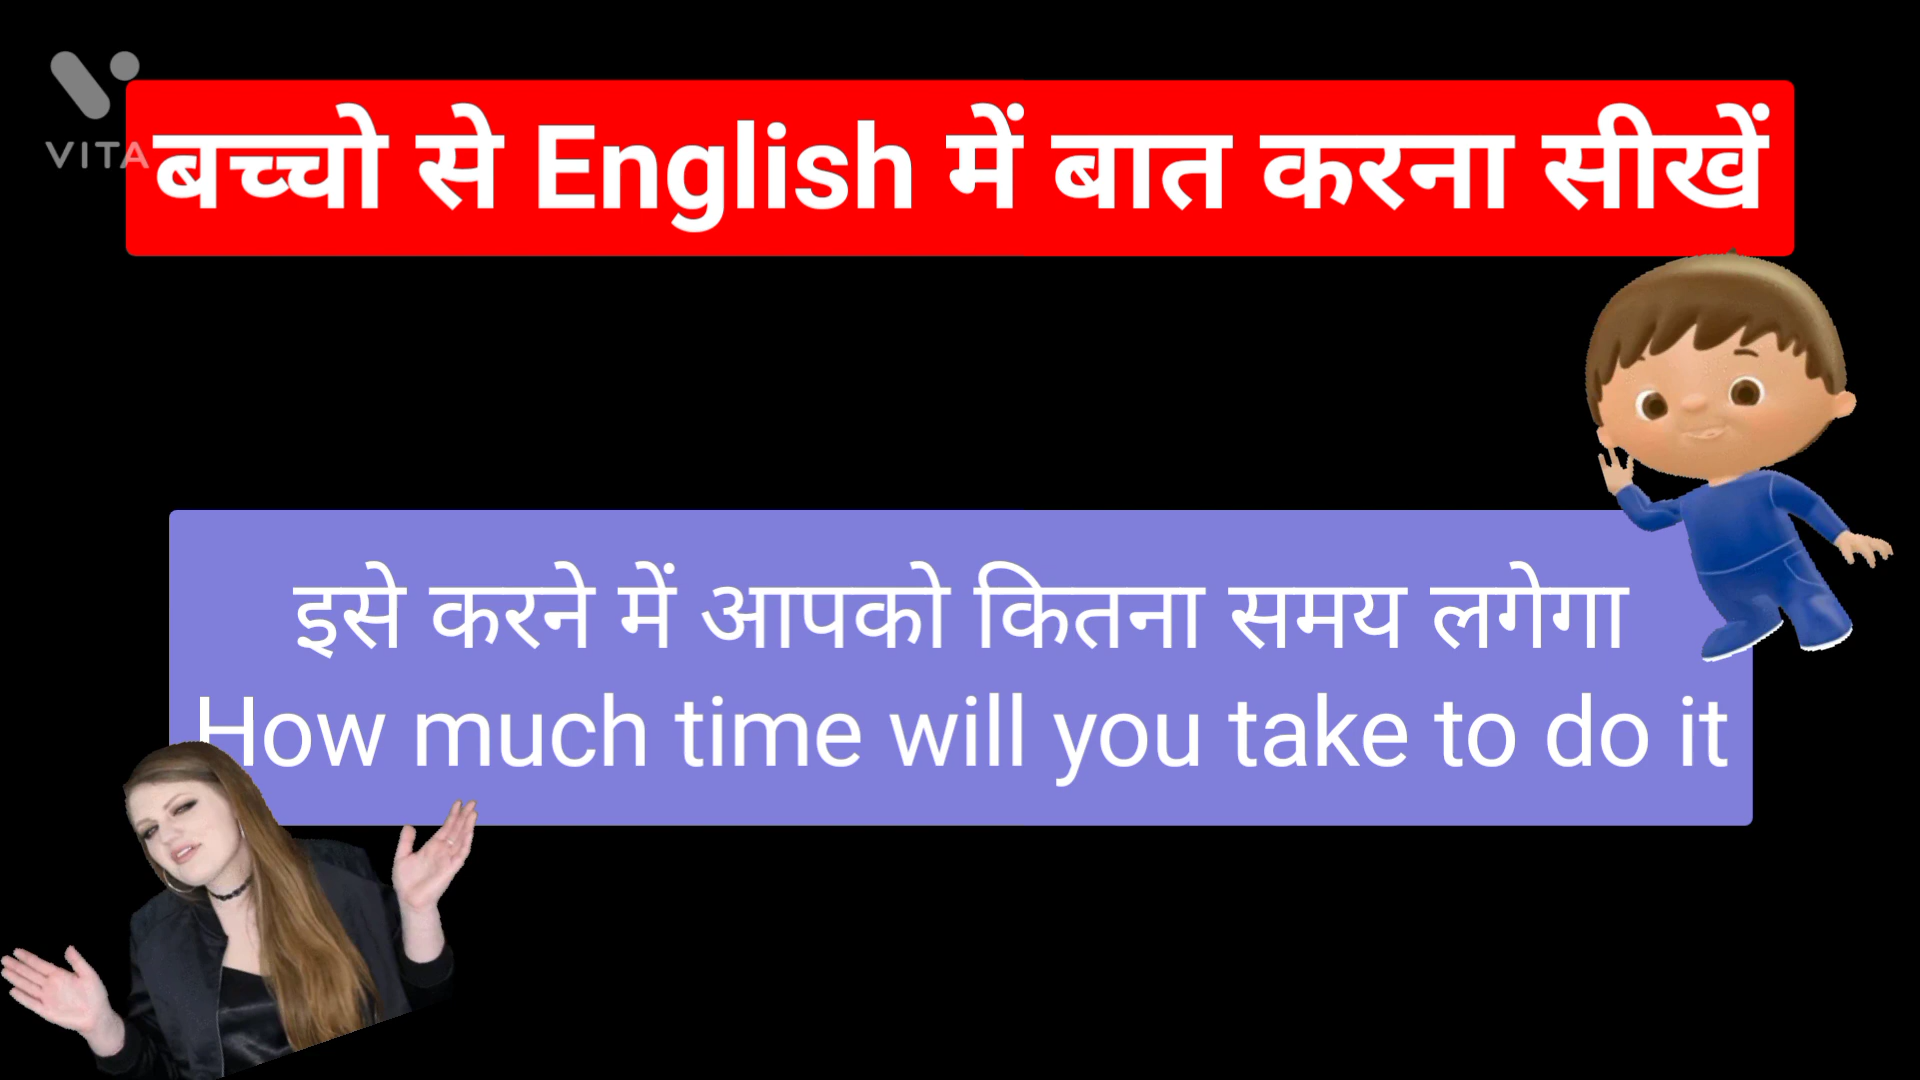 VITA
बच्चो से English में बात करना सीखें
इसे करने में आपको कितना समय लगेगा
How much time will you take to do it